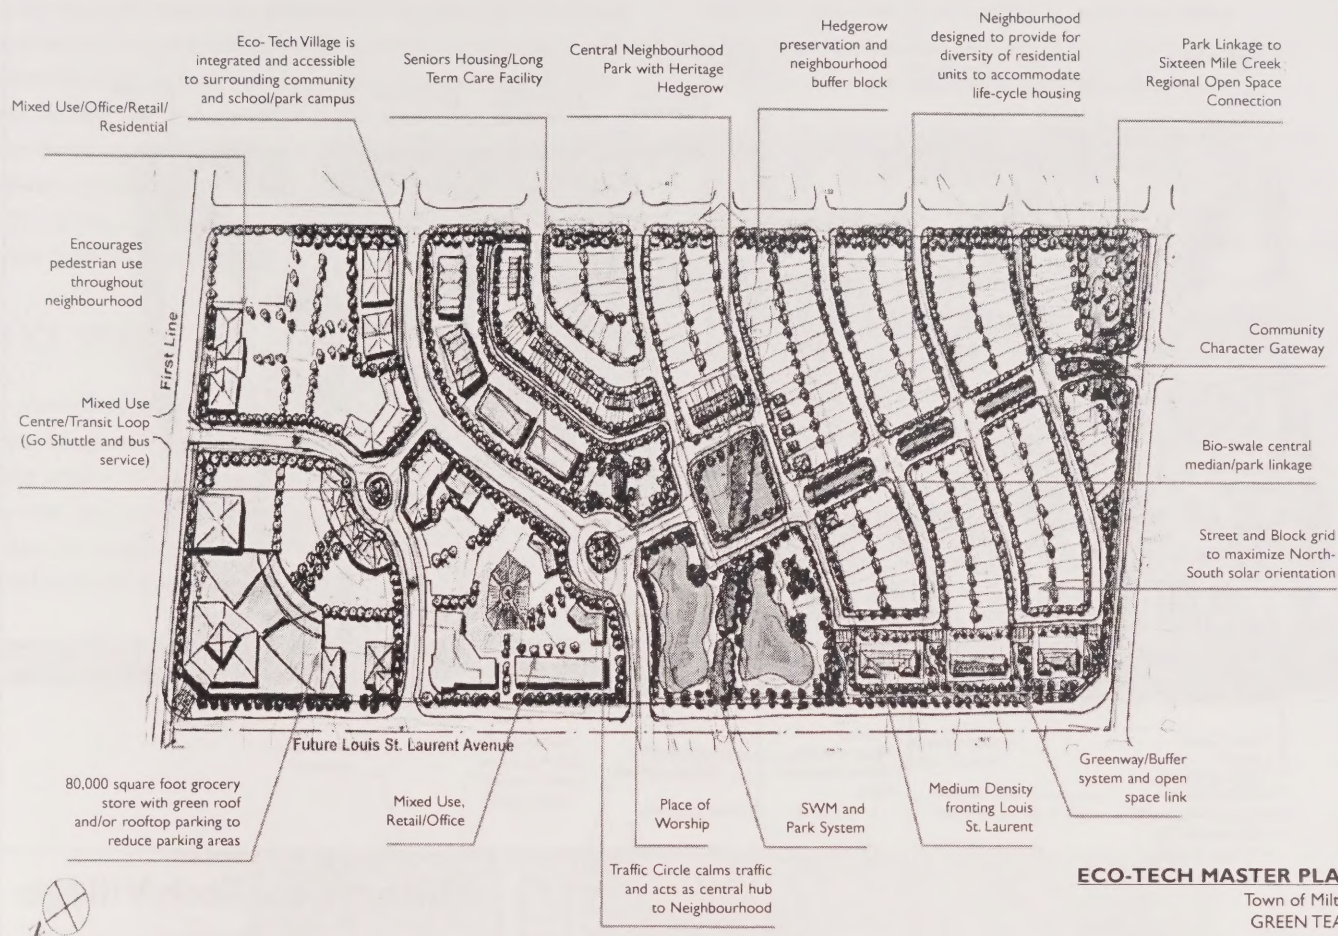 Eco- Tech Village is
integrated and accessible
to surrounding community
and school/park campus
Seniors Housing/Long
Term Care Facility
Central Neighbourhood
Park with Heritage
Hedgerow
Hedgerow
preservation and
neighbourhood
buffer block
Neighbourhood
designed to provide for
diversity of residential
units to accommodate
life-cycle housing
Park Linkage to
Sixteen Mile Creek
Regional Open Space
Connection
Mixed Use/Office/Retail/
Residential
Encourages
pedestrian use
throughout
neighbourhood
First Line
Mixed Use
Centre/Transit Loop
(Go Shuttle and bus
service)
Community
Character Gateway
Bio-swale central
median/park linkage
Street and Block grid
to maximize North-
South solar orientation
Future Louis St. Laurent Avenue
80,000 square foot grocery
store with green roof
and/or rooftop parking to
reduce parking areas
Mixed Use,
Retail/Office
Place of
Worship
SWM and
Park System
Medium Density
fronting Louis
St. Laurent
Greenway/Buffer
system and open
space link
Traffic Circle calms traffic
and acts as central hub
to Neighbourhood
ECO-TECH MASTER PLA
Town of Milt
GREEN TEA